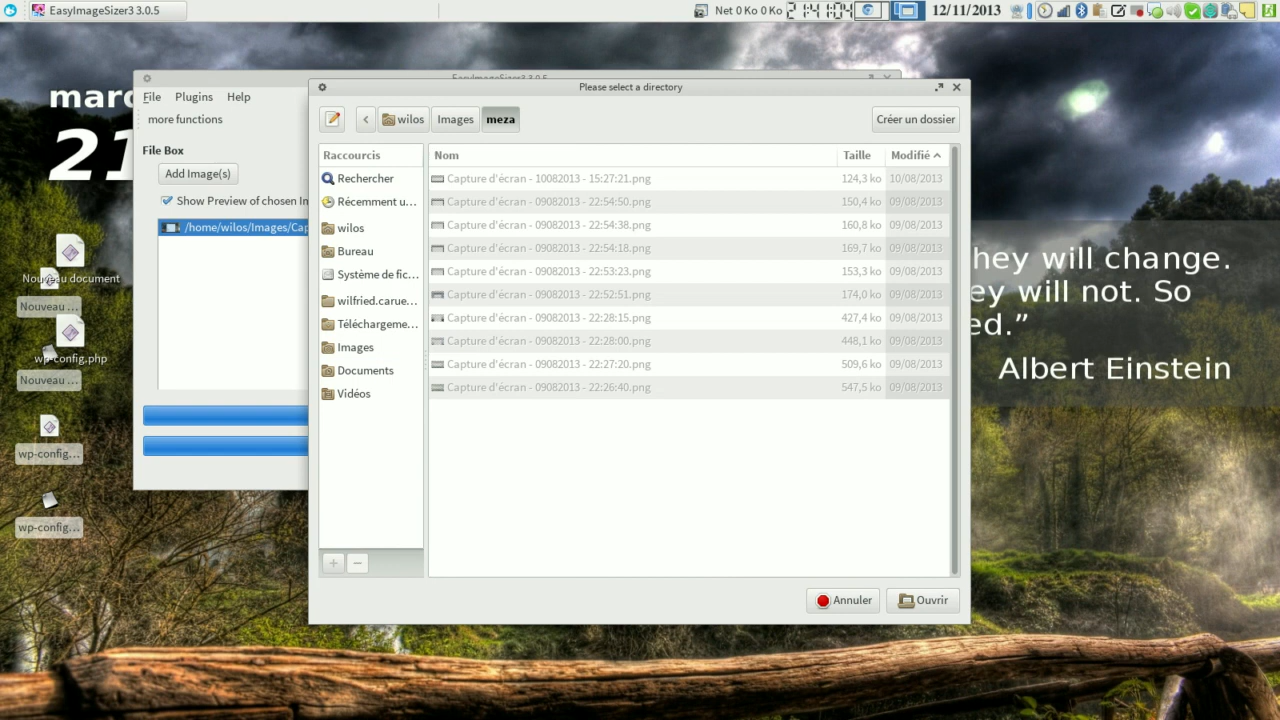 EasyImageSizer3 3.0.5
Net 0 Ko 0 Ko
21:41:04
12/11/2013
mard
21
hey will change.
ey will not. So
ed.”
Albert Einstein
Nouveau document
Nouveau ...
wp-config.php
Nouveau ...
wp-config...
wp-config...
EasyImageSizer3 3.0.5
File Plugins Help
more functions
File Box
Add Image(s)
Show Preview of chosen Im
/home/wilos/Images/Cap
Please select a directory
wilos Images meza
Créer un dossier
Raccourcis
Rechercher
Récemment u...
wilos
Bureau
Système de fic...
wilfried.carue...
Téléchargeme...
Images
Documents
Vidéos
Nom Taille Modifié
Capture d'écran - 10082013 - 15:27:21.png 124,3 ko 10/08/2013
Capture d'écran - 09082013 - 22:54:50.png 150,4 ko 09/08/2013
Capture d'écran - 09082013 - 22:54:38.png 160,8 ko 09/08/2013
Capture d'écran - 09082013 - 22:54:18.png 169,7 ko 09/08/2013
Capture d'écran - 09082013 - 22:53:23.png 153,3 ko 09/08/2013
Capture d'écran - 09082013 - 22:52:51.png 174,0 ko 09/08/2013
Capture d'écran - 09082013 - 22:28:15.png 427,4 ko 09/08/2013
Capture d'écran - 09082013 - 22:28:00.png 448,1 ko 09/08/2013
Capture d'écran - 09082013 - 22:27:20.png 509,6 ko 09/08/2013
Capture d'écran - 09082013 - 22:26:40.png 547,5 ko 09/08/2013
Annuler Ouvrir